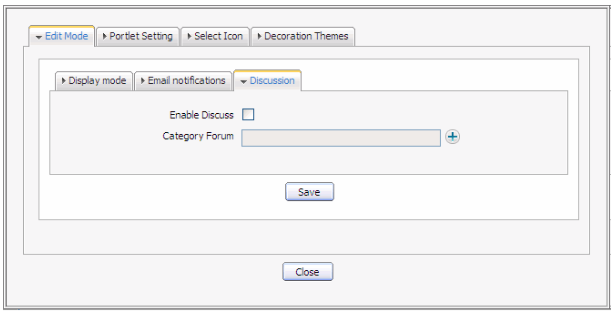 Edit Mode Portlet Setting Select Icon Decoration Themes
Display mode Email notifications Discussion
Enable Discuss
Category Forum
Save
Close